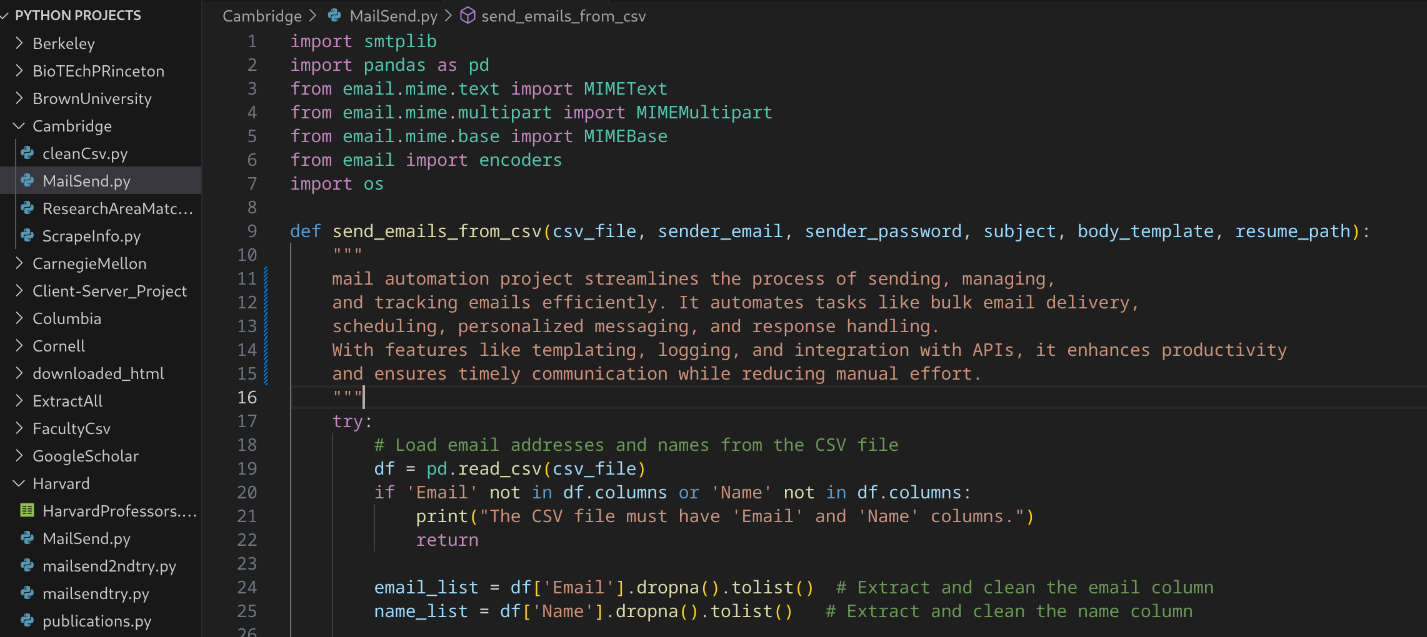 PYTHON PROJECTS
Berkeley
BioTEchPRinceton
BrownUniversity
Cambridge
cleanCsv.py
MailSend.py
ResearchAreaMatc...
ScrapeInfo.py
CarnegieMellon
Client-Server_Project
Columbia
Cornell
downloaded_html
ExtractAll
FacultyCsv
GoogleScholar
Harvard
HarvardProfessors....
MailSend.py
mailsend2ndtry.py
mailsendtry.py
publications.py
Cambridge > MailSend.py > send_emails_from_csv
1 import smtplib
2 import pandas as pd
3 from email.mime.text import MIMEText
4 from email.mime.multipart import MIMEMultipart
5 from email.mime.base import MIMEBase
6 from email import encoders
7 import os
8
9 def send_emails_from_csv(csv_file, sender_email, sender_password, subject, body_template, resume_path):
10 """
11 mail automation project streamlines the process of sending, managing,
12 and tracking emails efficiently. It automates tasks like bulk email delivery,
13 scheduling, personalized messaging, and response handling.
14 With features like templating, logging, and integration with APIs, it enhances productivity
15 and ensures timely communication while reducing manual effort.
16 """
17 try:
18 # Load email addresses and names from the CSV file
19 df = pd.read_csv(csv_file)
20 if 'Email' not in df.columns or 'Name' not in df.columns:
21 print("The CSV file must have 'Email' and 'Name' columns.")
22 return
23
24 email_list = df['Email'].dropna().tolist() # Extract and clean the email column
25 name_list = df['Name'].dropna().tolist() # Extract and clean the name column
26